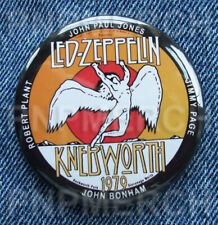 JOHN PAUL JONES
LED-ZEPPELIN
ROBERT PLANT
JIMMY PAGE
KNEBWORTH
1979
JOHN BONHAM